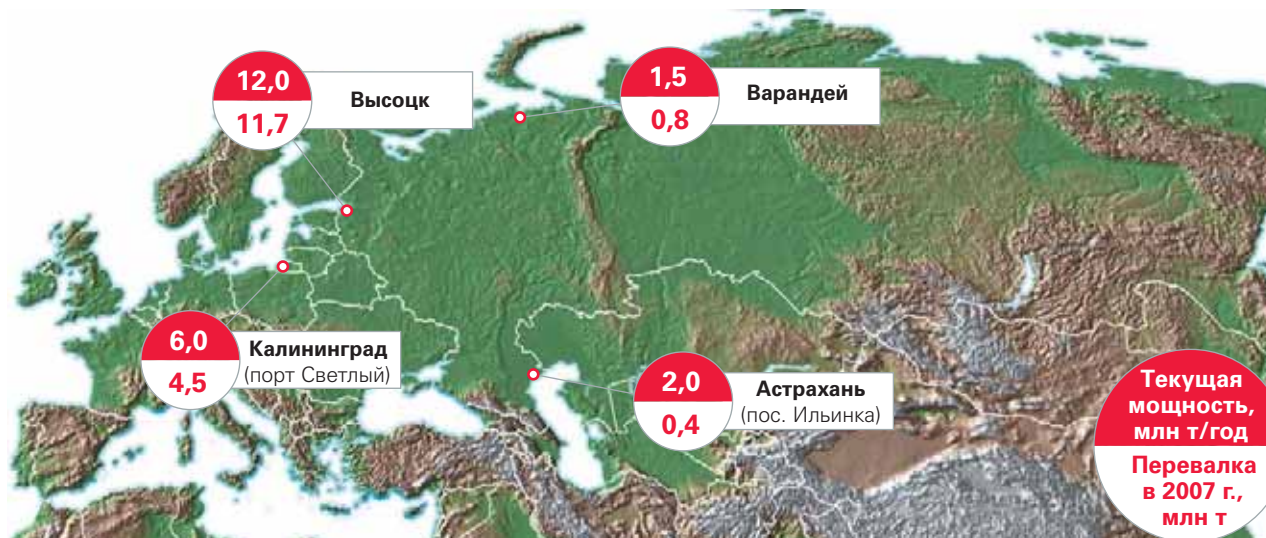 12,0
11,7
Высоцк
1,5
0,8
Варандей
6,0
4,5
Калининград
(порт Светлый)
2,0
0,4
Астрахань
(пос. Ильинка)
Текущая
мощность,
млн т/год
Перевалка
в 2007 г.,
млн т